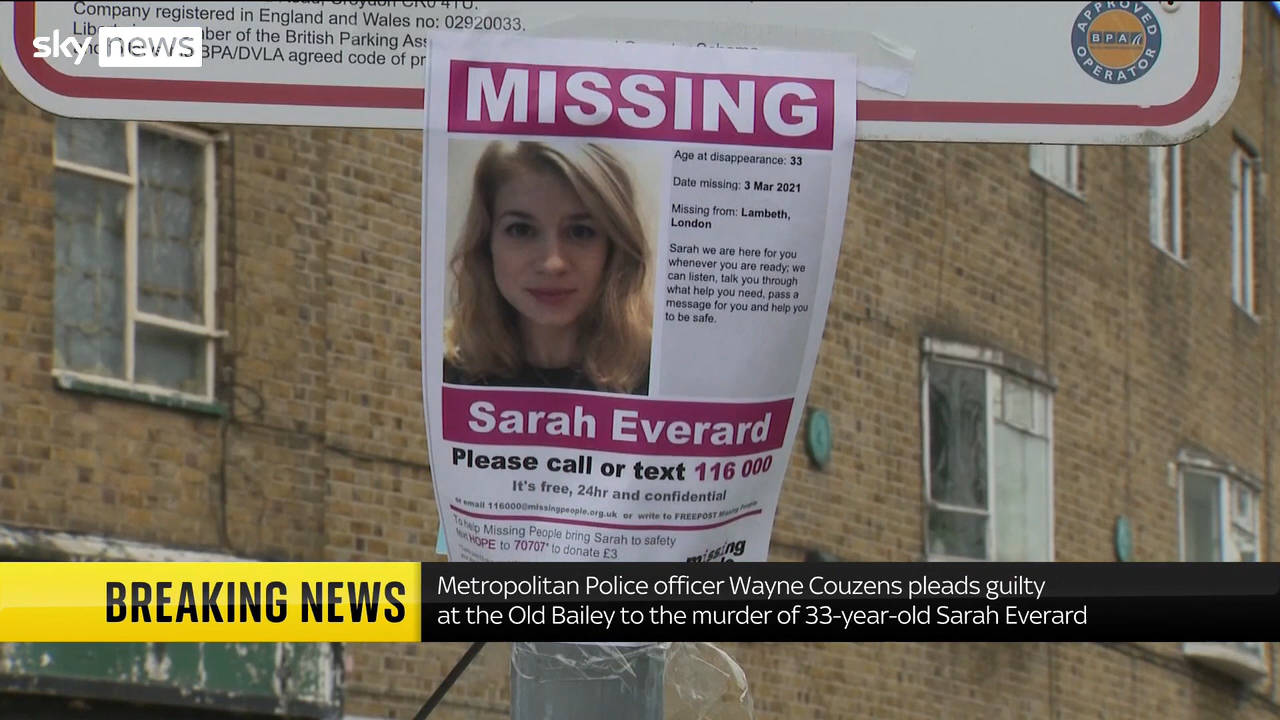 Company registered in England and Wales no: 02920033.
of the British Parking
BPA/DVLA agreed code of
APPROVED
BPA
OPERATOR
sky news
MISSING
Age at disappearance: 33
Date missing: 3 Mar 2021
Missing from: Lambeth,
London
Sarah we are here for you
whenever you are ready; we
can listen, talk you through
what help you need, pass a
message for you and help you
to be safe.
Sarah Everard
Please call or text 116 000
It's free, 24hr and confidential
or email 116000@missingpeople.org.uk or write to FREEPOST Missing People
To help Missing People bring Sarah to safety
text HOPE to 70707* to donate £3
missing
BREAKING NEWS
Metropolitan Police officer Wayne Couzens pleads guilty
at the Old Bailey to the murder of 33-year-old Sarah Everard